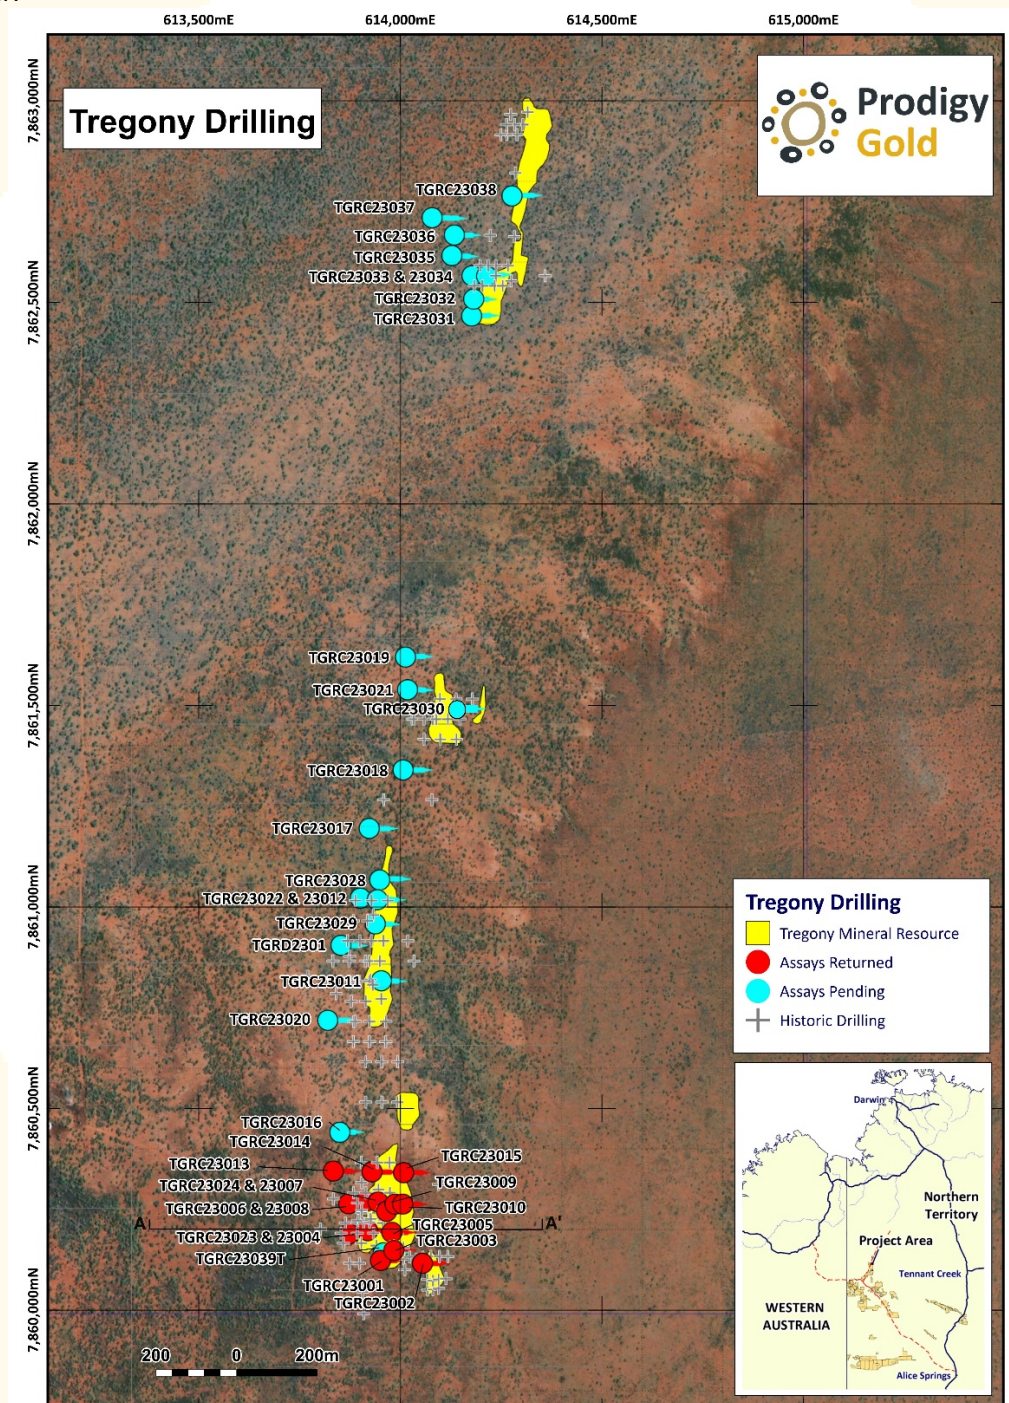 613,500mE 614,000mE 614,500mE 615,000mE
7,863,000mN
7,862,500mN
7,862,000mN
7,861,500mN
7,861,000mN
7,860,500mN
7,860,000mN
Tregony Drilling
Prodigy
Gold
TGRC23038
TGRC23037
TGRC23036
TGRC23035
TGRC23033 & 23034
TGRC23032
TGRC23031
TGRC23019
TGRC23021
TGRC23030
TGRC23018
TGRC23017
TGRC23028
TGRC23022 & 23012
TGRC23029
TGRD2301
TGRC23011
TGRC23020
TGRC23016
TGRC23014
TGRC23013
TGRC23015
TGRC23024 & 23007
TGRC23009
TGRC23006 & 23008
TGRC23010
A A'
TGRC23005
TGRC23023 & 23004
TGRC23003
TGRC23039T
TGRC23001
TGRC23002
200 0 200m
Tregony Drilling
Tregony Mineral Resource
Assays Returned
Assays Pending
Historic Drilling
Darwin
Northern
Territory
Project Area
Tennant Creek
WESTERN
AUSTRALIA
Alice Springs